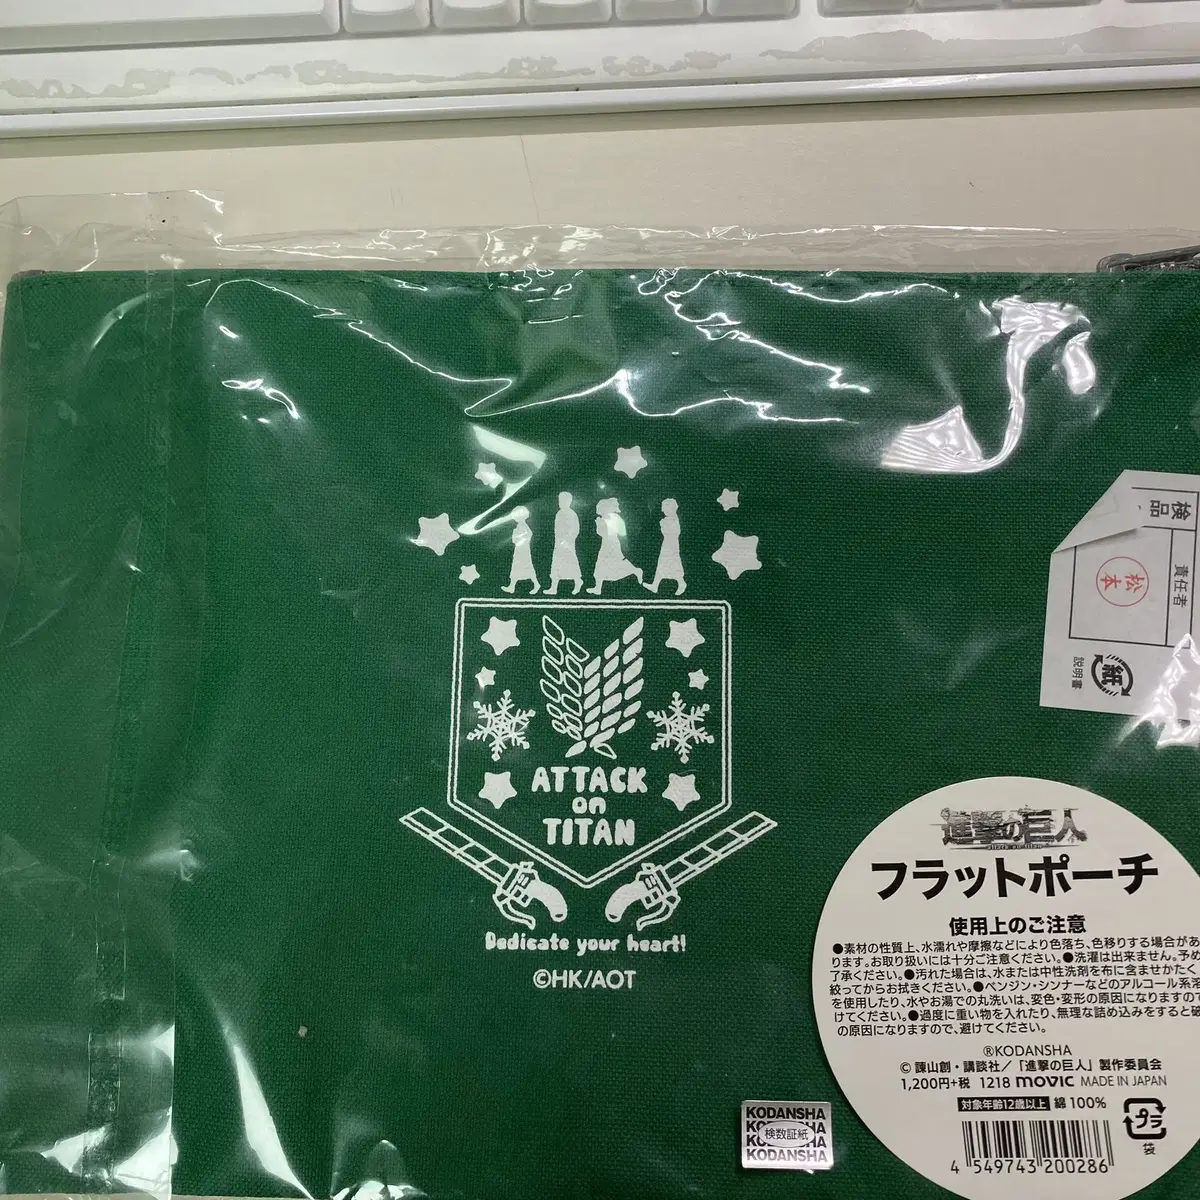 ATTACK
on
TITAN
Dedicate your heart!
©HK/AOT
検品
責任者
松本
紙
説明書
進撃の巨人
attack on titan
フラットポーチ
使用上のご注意
●素材の性質上、水濡れや摩擦などにより色落ち、色移りする場合があ
ります。お取り扱いには十分ご注意ください。●洗濯は出来ません。予め
了承ください。●汚れた場合は、水または中性洗剤を布に含ませかたく
絞ってからお拭きください。●ベンジン・シンナーなどのアルコール系溶
を使用したり、水やお湯での丸洗いは、変色・変形の原因になりますので
けてください。●過度に重い物を入れたり、無理な詰め込みをすると破
の原因になりますので、避けてください。
®KODANSHA
© 諫山創・講談社/「進撃の巨人」製作委員会
1,200円+税 1218 movic MADE IN JAPAN
対象年齢12歳以上 綿 100%
プラ
袋
4 549743 200286
KODANSHA
検数証紙
KODANSHA